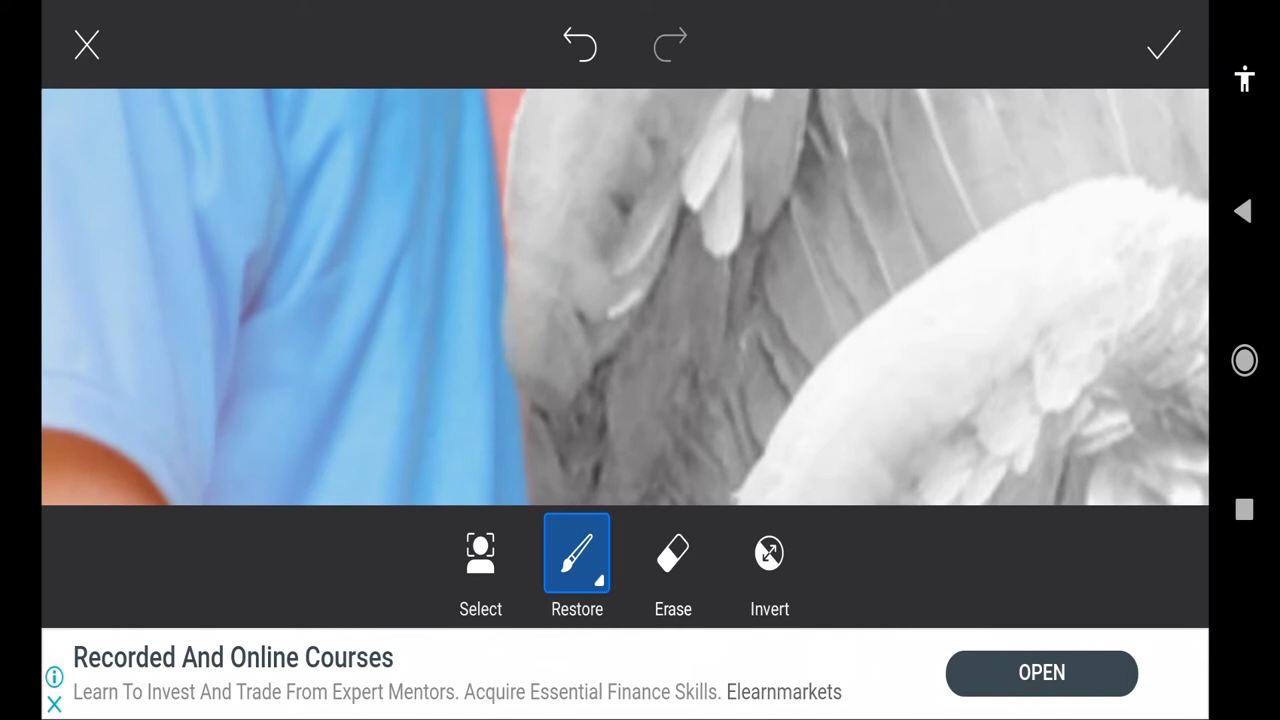 Select
Restore
Erase
Invert
Recorded And Online Courses
Learn To Invest And Trade From Expert Mentors. Acquire Essential Finance Skills. Elearnmarkets
OPEN